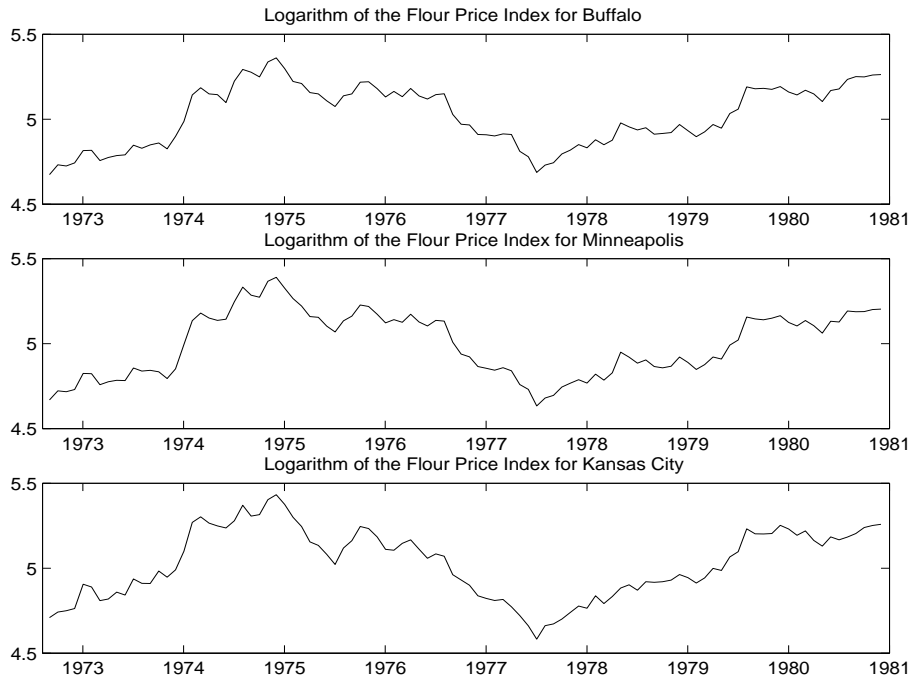 Logarithm of the Flour Price Index for Buffalo
5.5
5
4.5
1973 1974 1975 1976 1977 1978 1979 1980 1981
Logarithm of the Flour Price Index for Minneapolis
5.5
5
4.5
1973 1974 1975 1976 1977 1978 1979 1980 1981
Logarithm of the Flour Price Index for Kansas City
5.5
5
4.5
1973 1974 1975 1976 1977 1978 1979 1980 1981